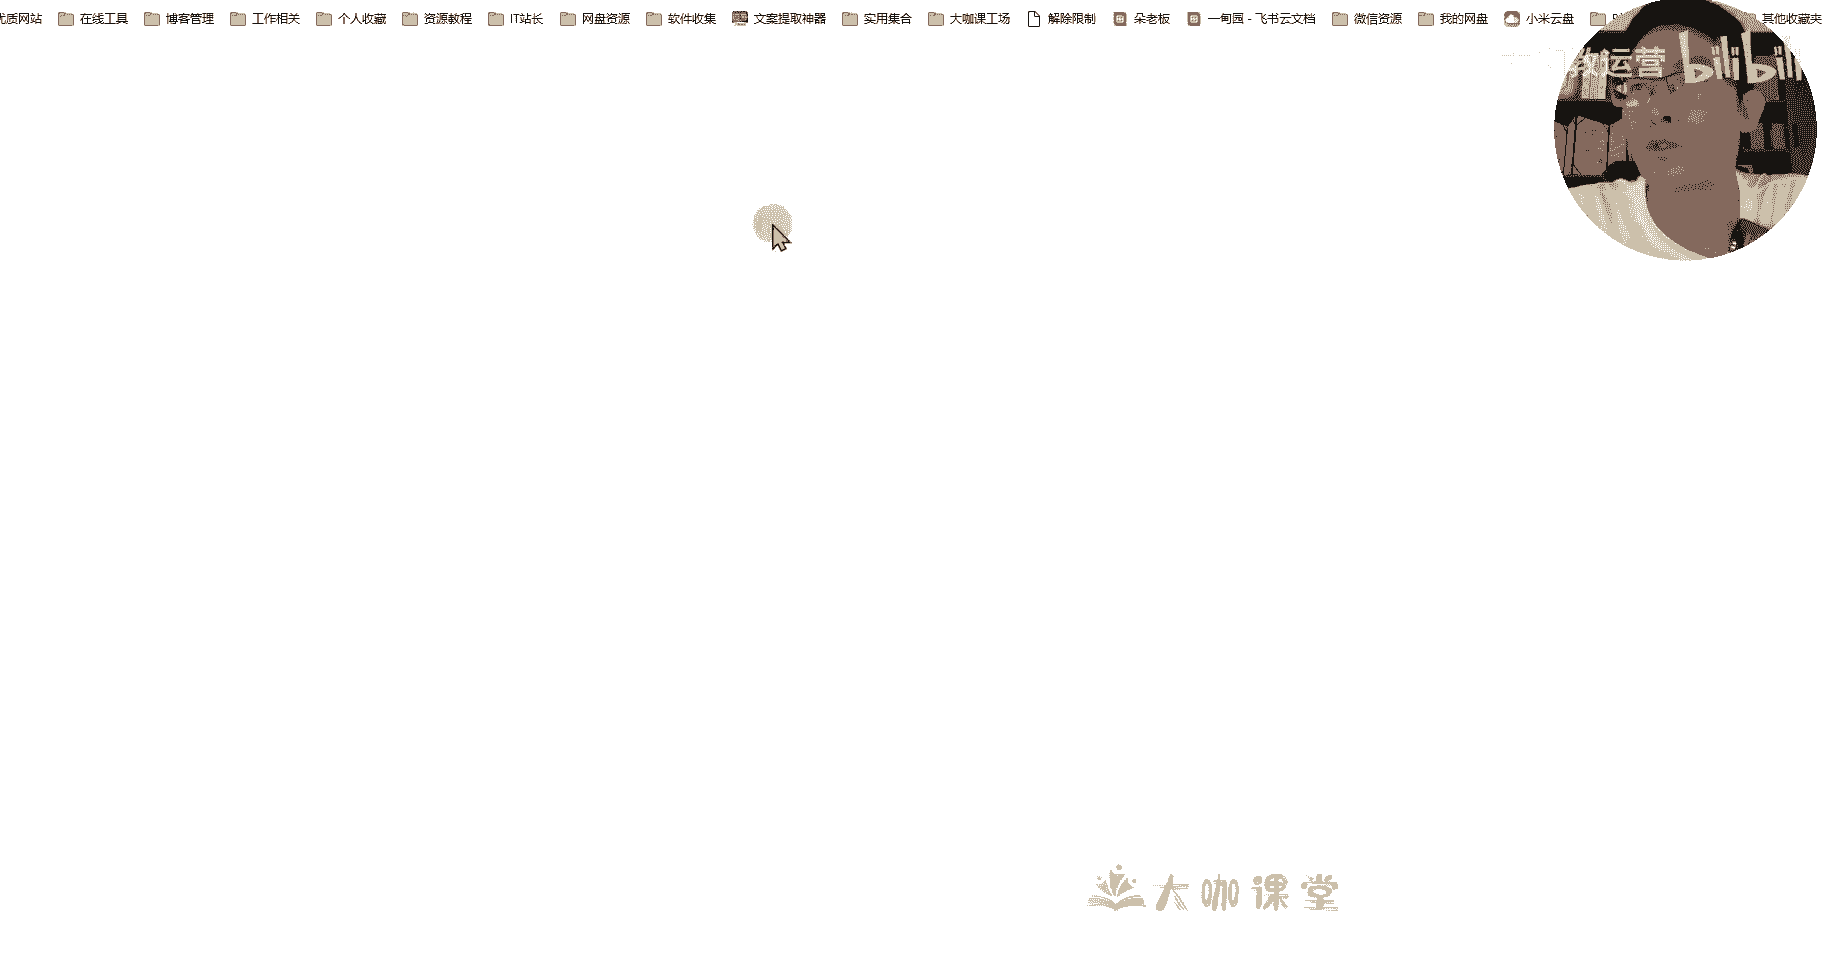 优质网站 在线工具 博客管理 工作相关 个人收藏 资源教程 IT站长 网盘资源 软件收集 文案提取神器 实用集合 大咖课工场 解除限制 朵老板 一甸园 - 飞书云文档 微信资源 我的网盘 小米云盘 其他收藏夹
教运营 bilibili
大咖课堂